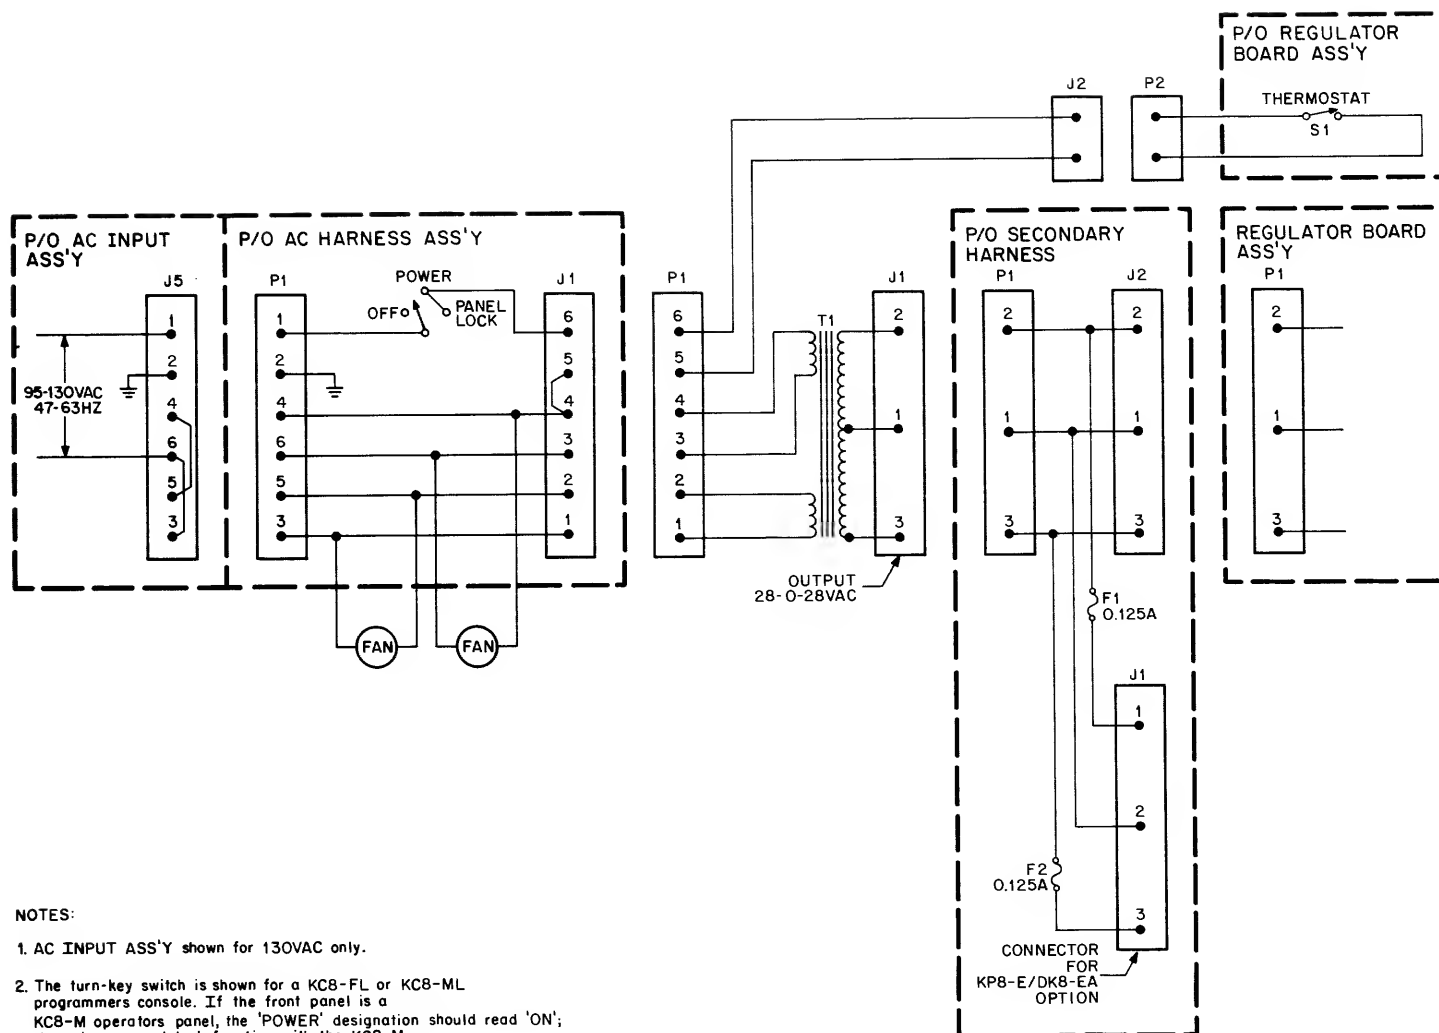 P/O REGULATOR
BOARD ASS'Y
J2
P2
THERMOSTAT
S1
P/O AC INPUT
ASS'Y
J5
1
2
4
6
5
3
95-130VAC
47-63HZ
P/O AC HARNESS ASS'Y
P1
1
2
4
6
5
3
POWER
OFF
PANEL
LOCK
J1
6
5
4
3
2
1
FAN
FAN
P1
6
5
4
3
2
1
T1
J1
2
1
3
OUTPUT
28-0-28VAC
P/O SECONDARY
HARNESS
P1
2
1
3
J2
2
1
3
F1
0.125A
F2
0.125A
J1
1
2
3
CONNECTOR
FOR
KP8-E/DK8-EA
OPTION
REGULATOR BOARD
ASS'Y
P1
2
1
3
NOTES:
1. AC INPUT ASS'Y shown for 130VAC only.
2. The turn-key switch is shown for a KC8-FL or KC8-ML
programmers console. If the front panel is a
KC8-M operators panel, the 'POWER' designation should read 'ON';